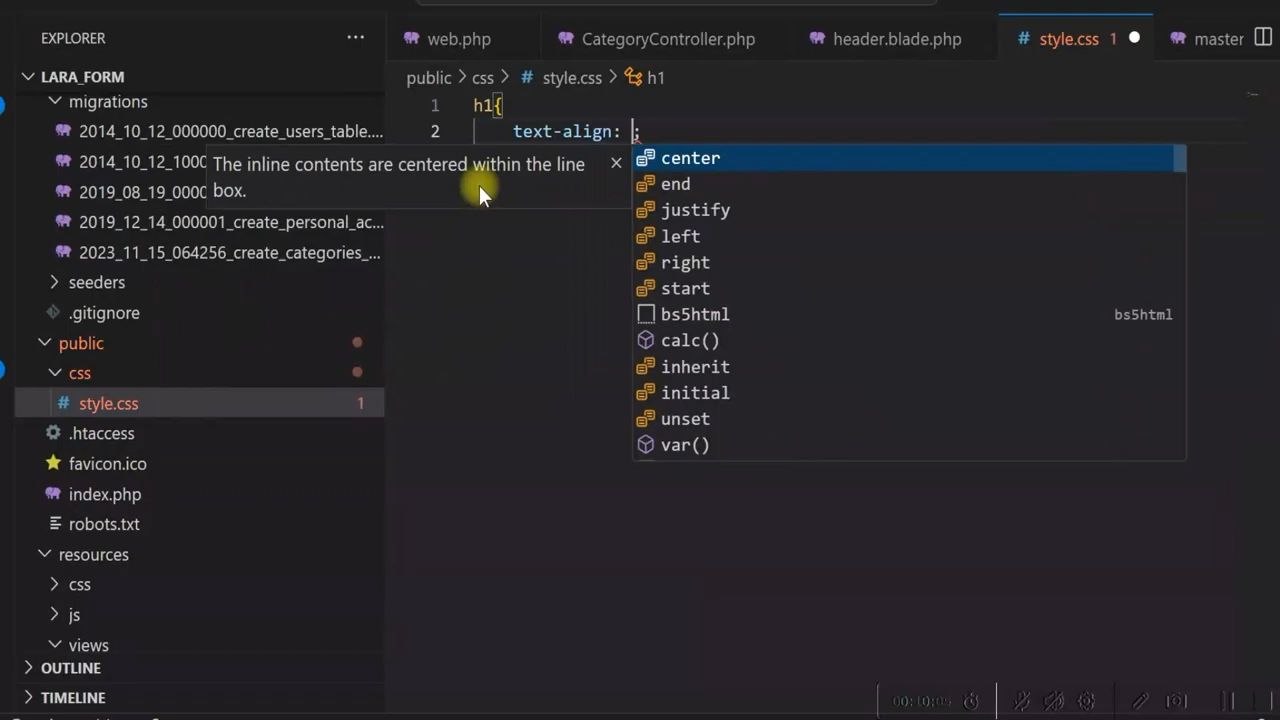 EXPLORER
LARA_FORM
migrations
2014_10_12_000000_create_users_table....
2014_10_12_1000
2019_08_19_0000
2019_12_14_000001_create_personal_ac...
2023_11_15_064256_create_categories_...
seeders
.gitignore
public
css
style.css 1
.htaccess
favicon.ico
index.php
robots.txt
resources
css
js
views
OUTLINE
TIMELINE
web.php CategoryController.php header.blade.php # style.css 1 master
public > css > # style.css > h1
1 h1{
2 text-align: ;
The inline contents are centered within the line
box.
center
end
justify
left
right
start
bs5html bs5html
calc()
inherit
initial
unset
var()